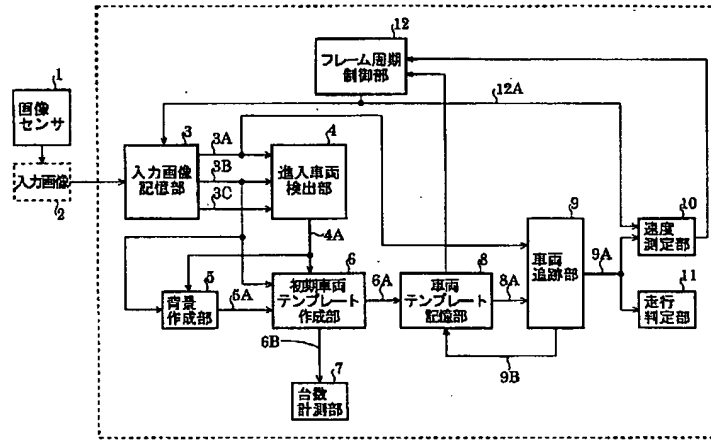 12
フレーム周期
制御部
1
画像
センサ
12A
3
3A
4
入力画像
記憶部
3B
進入車両
検出部
3C
入力画像
2
4A
9
車両
追跡部
9A
10
速度
測定部
5
背景
作成部
5A
6
初期車両
テンプレート
作成部
6A
8
車両
テンプレート
記憶部
8A
11
走行
判定部
6B
9B
7
台数
計測部